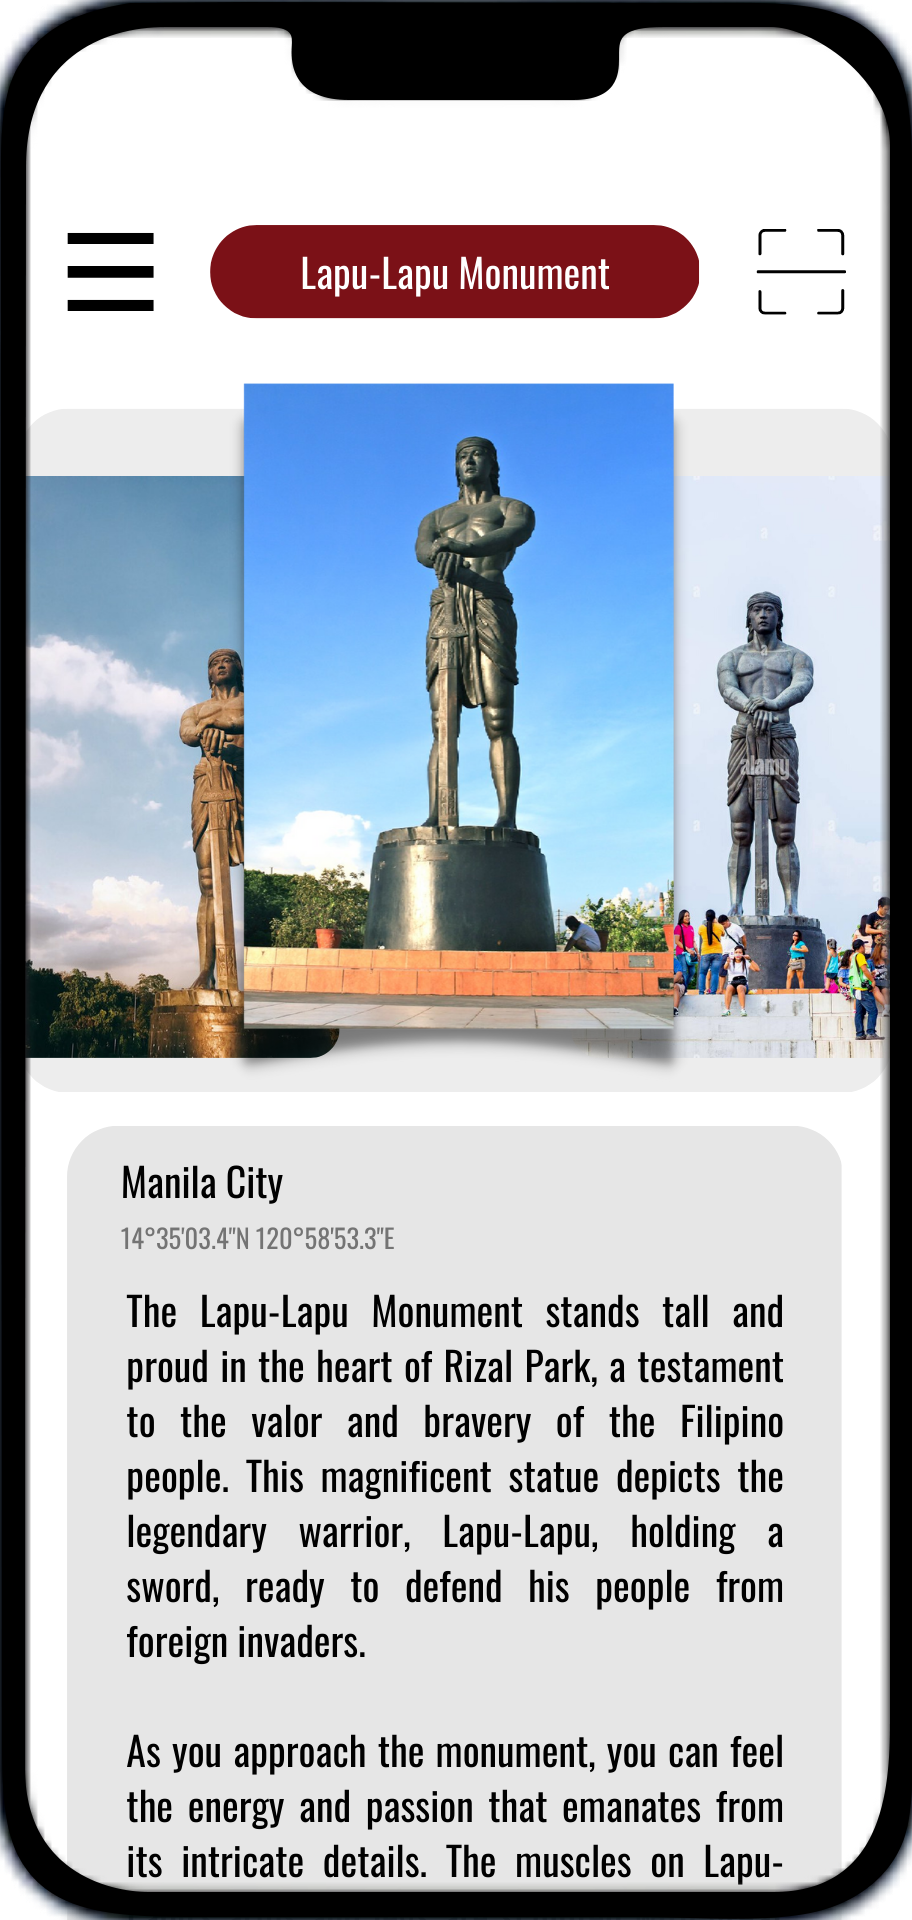 Lapu-Lapu Monument
a
a
a
a
a
a
alamy
a
a
a
a
Manila City
14°35'03.4"N 120°58'53.3"E
The Lapu-Lapu Monument stands tall and
proud in the heart of Rizal Park, a testament
to the valor and bravery of the Filipino
people. This magnificent statue depicts the
legendary warrior, Lapu-Lapu, holding a
sword, ready to defend his people from
foreign invaders.
As you approach the monument, you can feel
the energy and passion that emanates from
its intricate details. The muscles on Lapu-